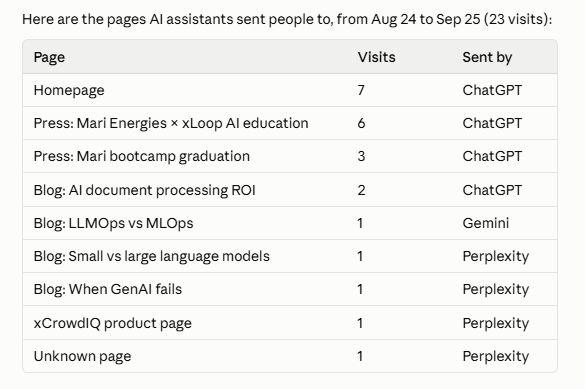 Here are the pages AI assistants sent people to, from Aug 24 to Sep 25 (23 visits):
Page Visits Sent by
Homepage 7 ChatGPT
Press: Mari Energies × xLoop AI education 6 ChatGPT
Press: Mari bootcamp graduation 3 ChatGPT
Blog: AI document processing ROI 2 ChatGPT
Blog: LLMOps vs MLOps 1 Gemini
Blog: Small vs large language models 1 Perplexity
Blog: When GenAI fails 1 Perplexity
xCrowdIQ product page 1 Perplexity
Unknown page 1 Perplexity